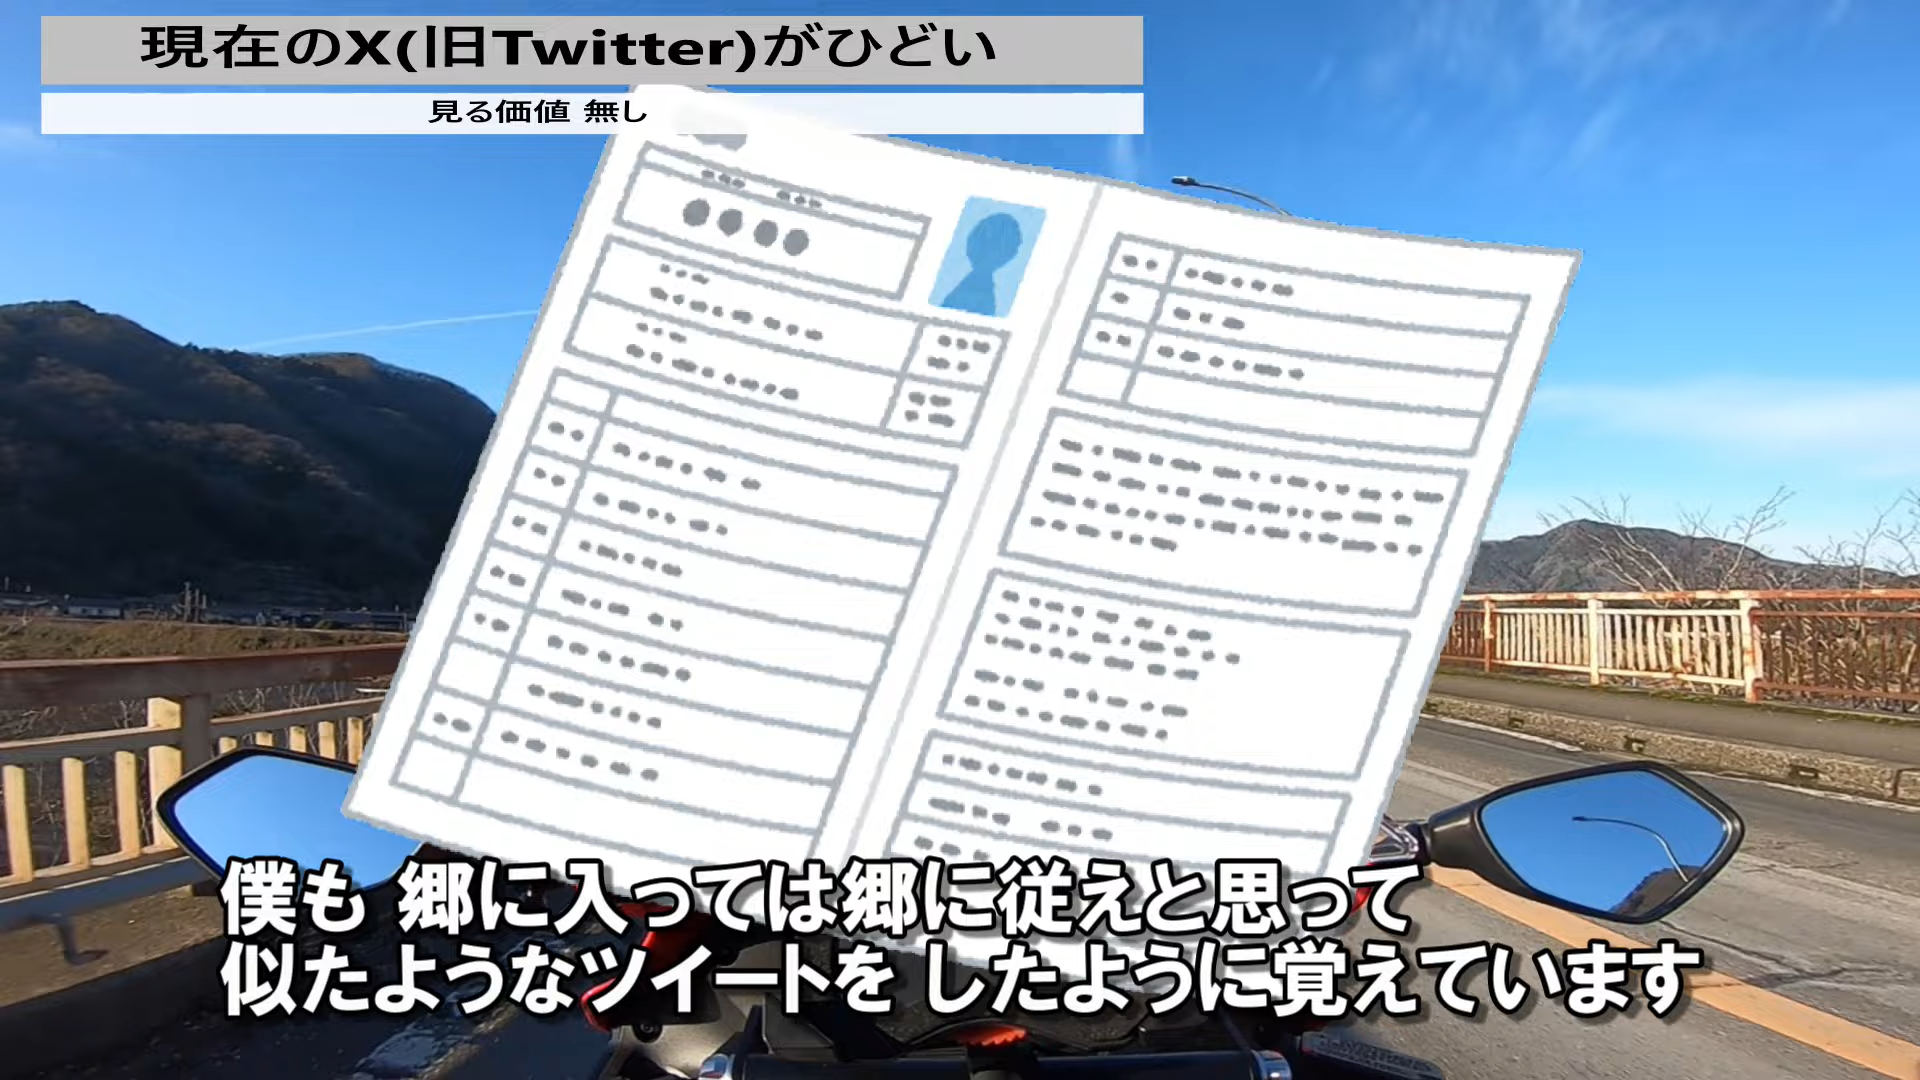 現在のX(旧Twitter)がひどい
見る価値 無し
僕も 郷に入っては郷に従えと思って
似たようなツイートを したように覚えています